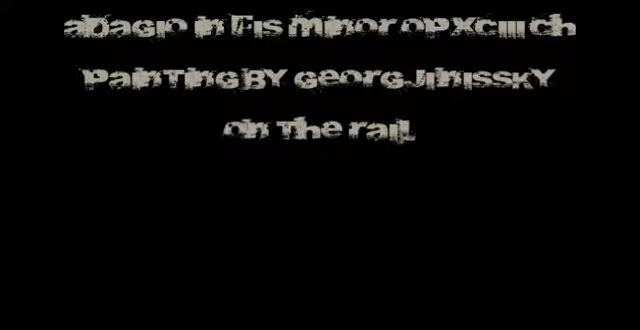 aDagio in Fis minor op XCIII ch
PainTing BY georg Jinissky
on The rail